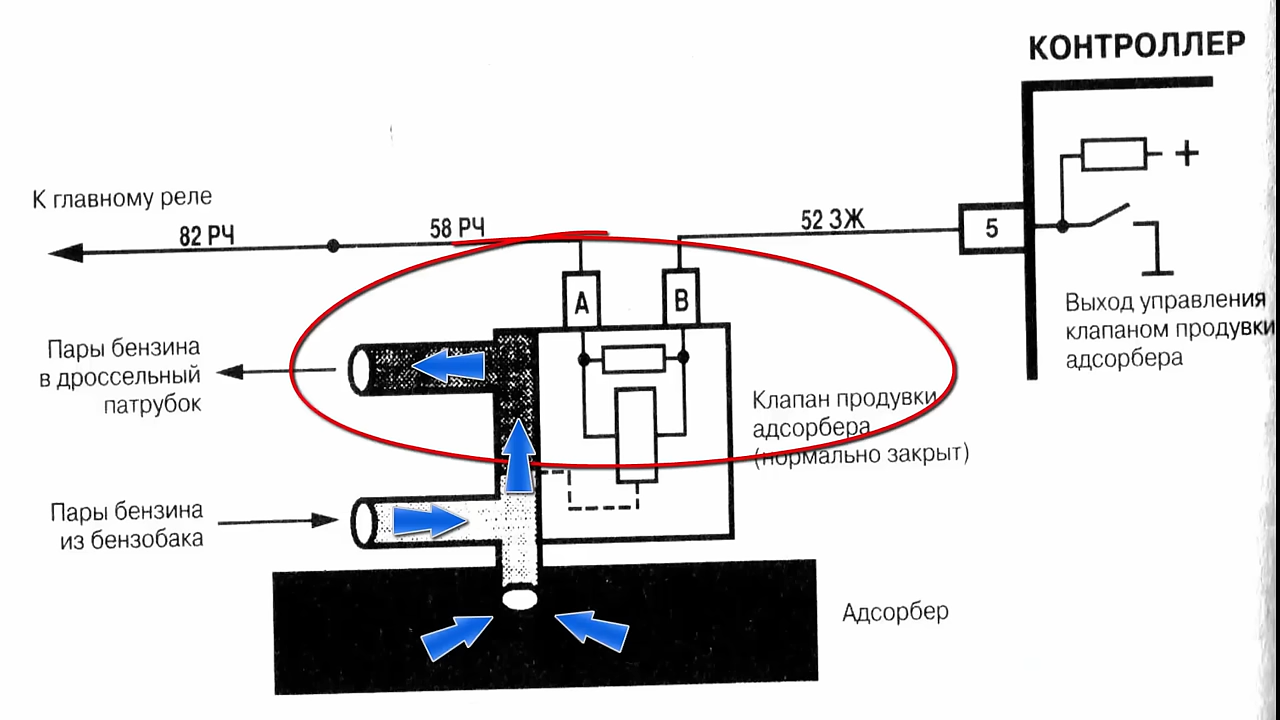 КОНТРОЛЛЕР
+
К главному реле
82 РЧ
58 РЧ
52 ЗЖ
5
А
В
Выход управления
клапаном продувки
адсорбера
Пары бензина
в дроссельный
патрубок
Клапан продувки
адсорбера
(нормально закрыт)
Пары бензина
из бензобака
Адсорбер